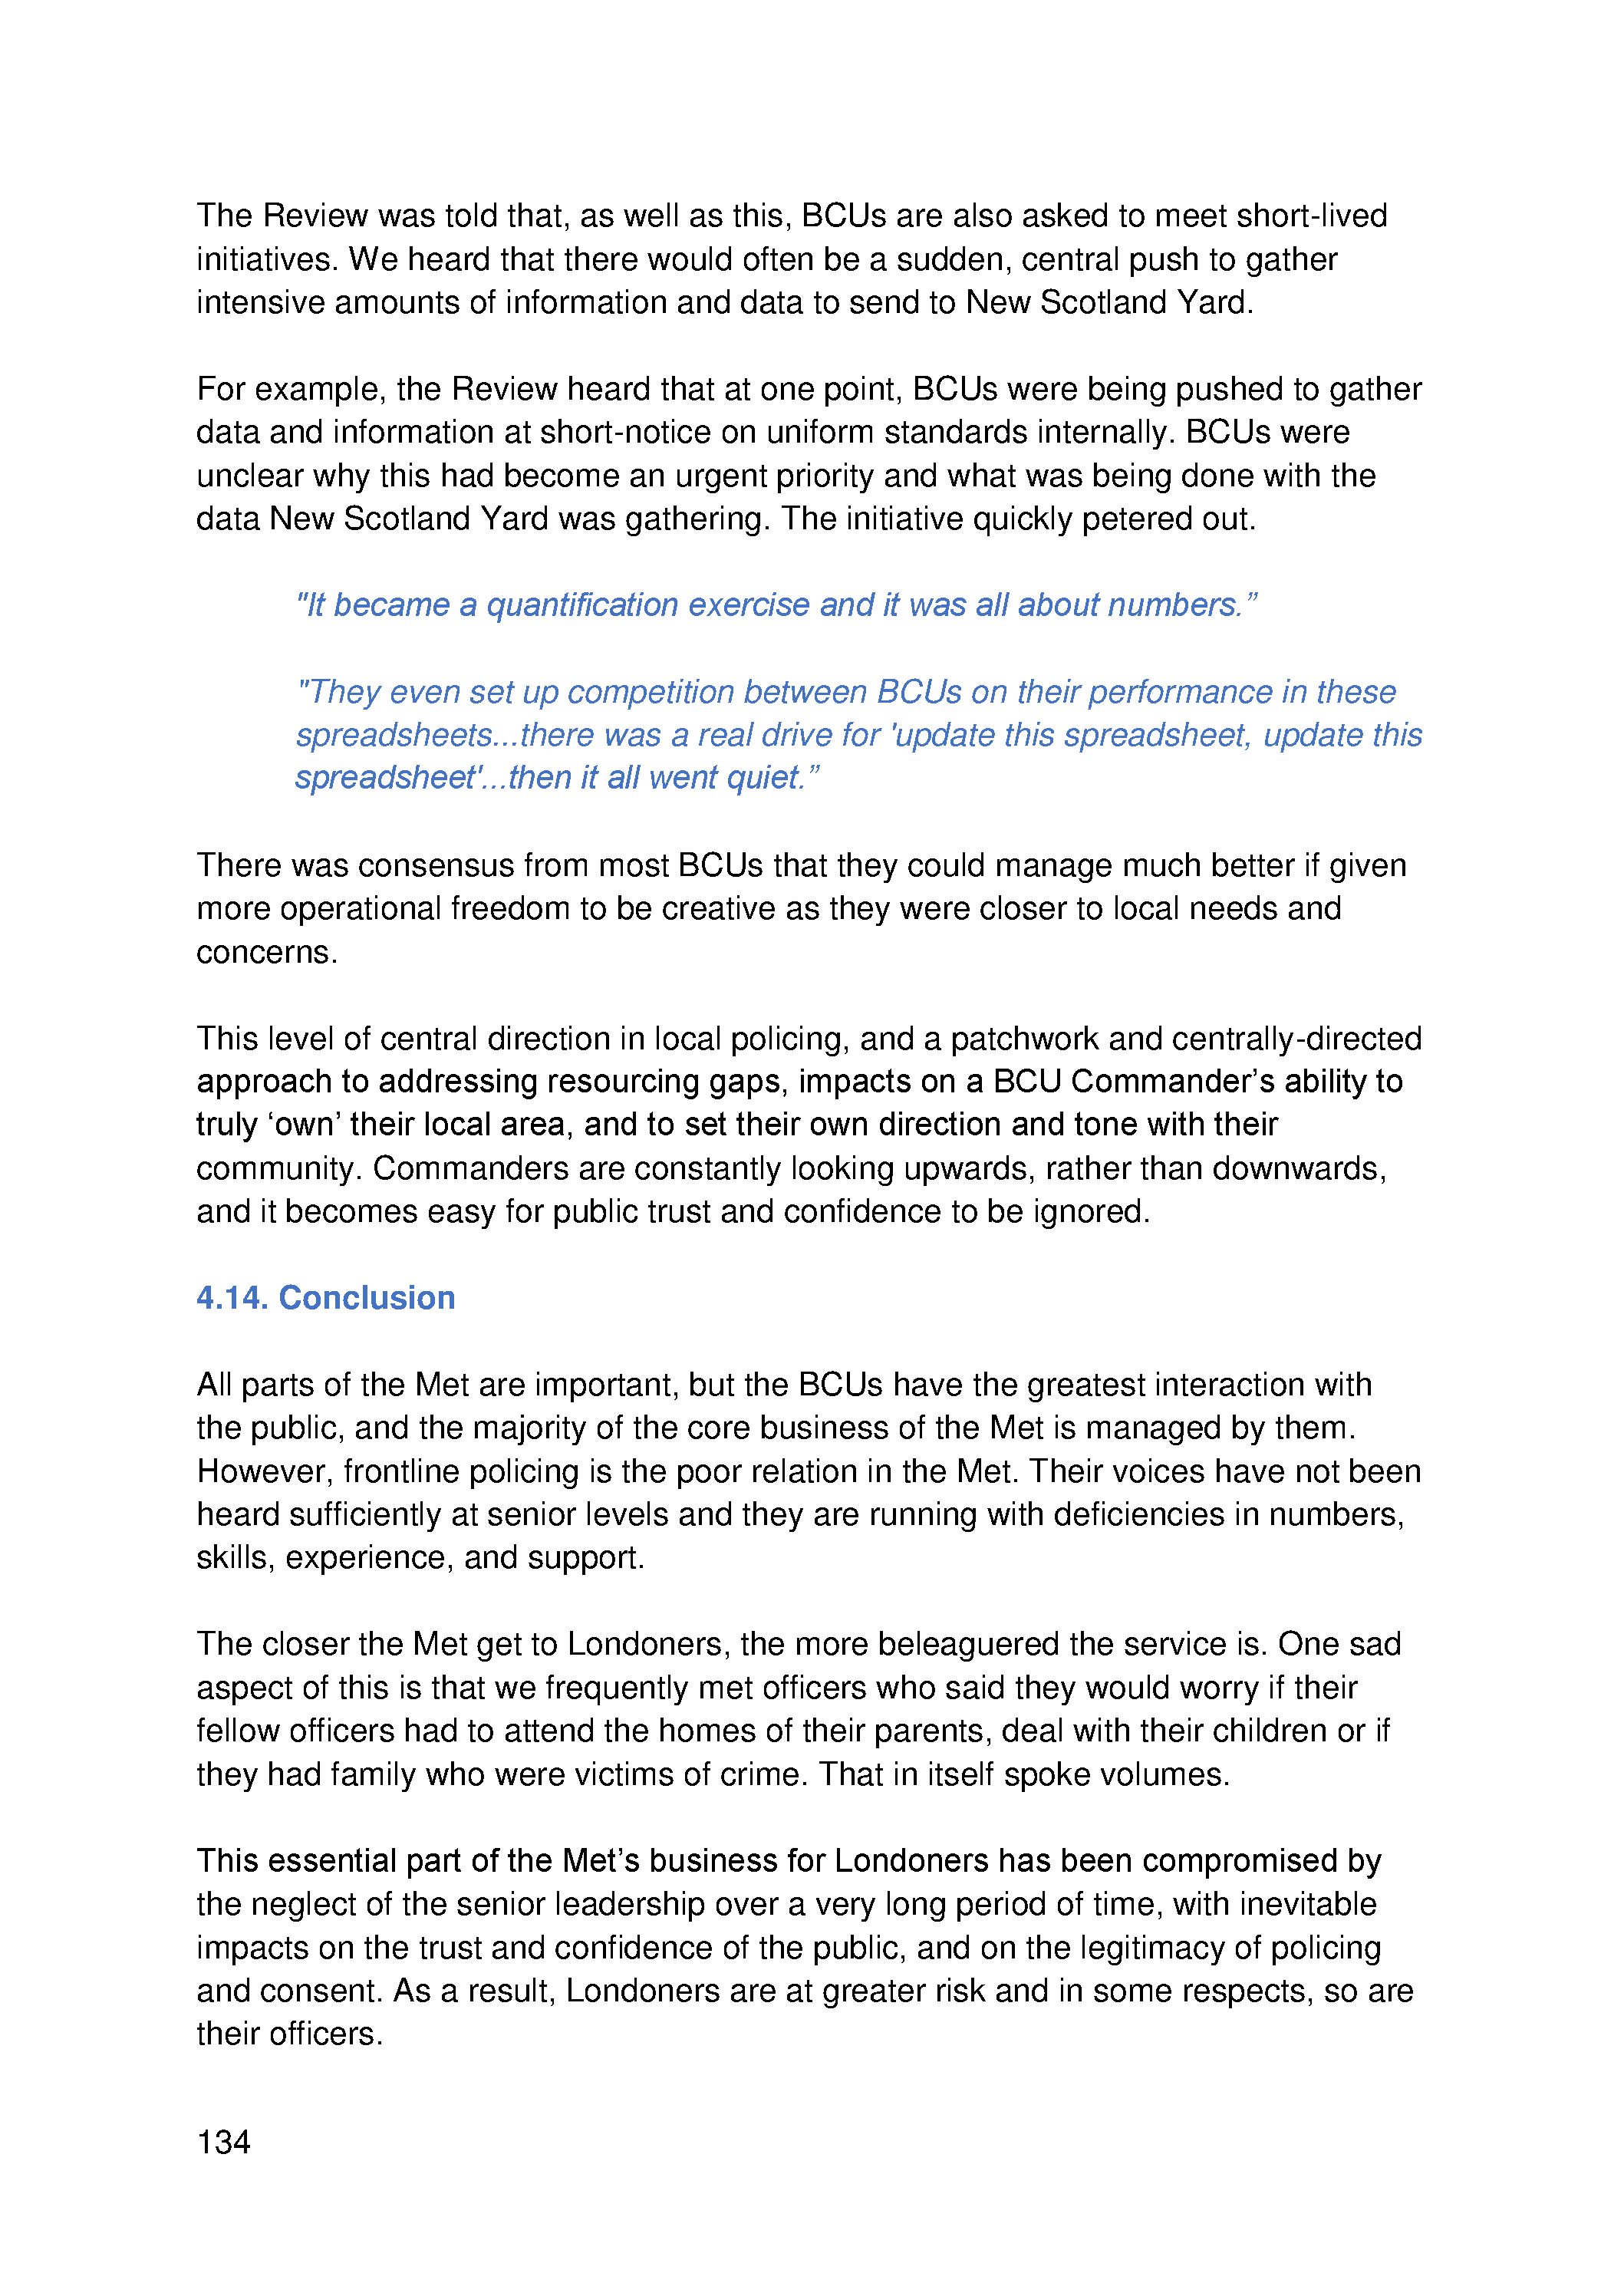 The Review was told that, as well as this, BCUs are also asked to meet short-lived
initiatives. We heard that there would often be a sudden, central push to gather
intensive amounts of information and data to send to New Scotland Yard.
For example, the Review heard that at one point, BCUs were being pushed to gather
data and information at short-notice on uniform standards internally. BCUs were
unclear why this had become an urgent priority and what was being done with the
data New Scotland Yard was gathering. The initiative quickly petered out.
"It became a quantification exercise and it was all about numbers.”
"They even set up competition between BCUs on their performance in these
spreadsheets...there was a real drive for 'update this spreadsheet, update this
spreadsheet'...then it all went quiet.”
There was consensus from most BCUs that they could manage much better if given
more operational freedom to be creative as they were closer to local needs and
concerns.
This level of central direction in local policing, and a patchwork and centrally-directed
approach to addressing resourcing gaps, impacts on a BCU Commander’s ability to
truly ‘own’ their local area, and to set their own direction and tone with their
community. Commanders are constantly looking upwards, rather than downwards,
and it becomes easy for public trust and confidence to be ignored.
4.14. Conclusion
All parts of the Met are important, but the BCUs have the greatest interaction with
the public, and the majority of the core business of the Met is managed by them.
However, frontline policing is the poor relation in the Met. Their voices have not been
heard sufficiently at senior levels and they are running with deficiencies in numbers,
skills, experience, and support.
The closer the Met get to Londoners, the more beleaguered the service is. One sad
aspect of this is that we frequently met officers who said they would worry if their
fellow officers had to attend the homes of their parents, deal with their children or if
they had family who were victims of crime. That in itself spoke volumes.
This essential part of the Met’s business for Londoners has been compromised by
the neglect of the senior leadership over a very long period of time, with inevitable
impacts on the trust and confidence of the public, and on the legitimacy of policing
and consent. As a result, Londoners are at greater risk and in some respects, so are
their officers.
134